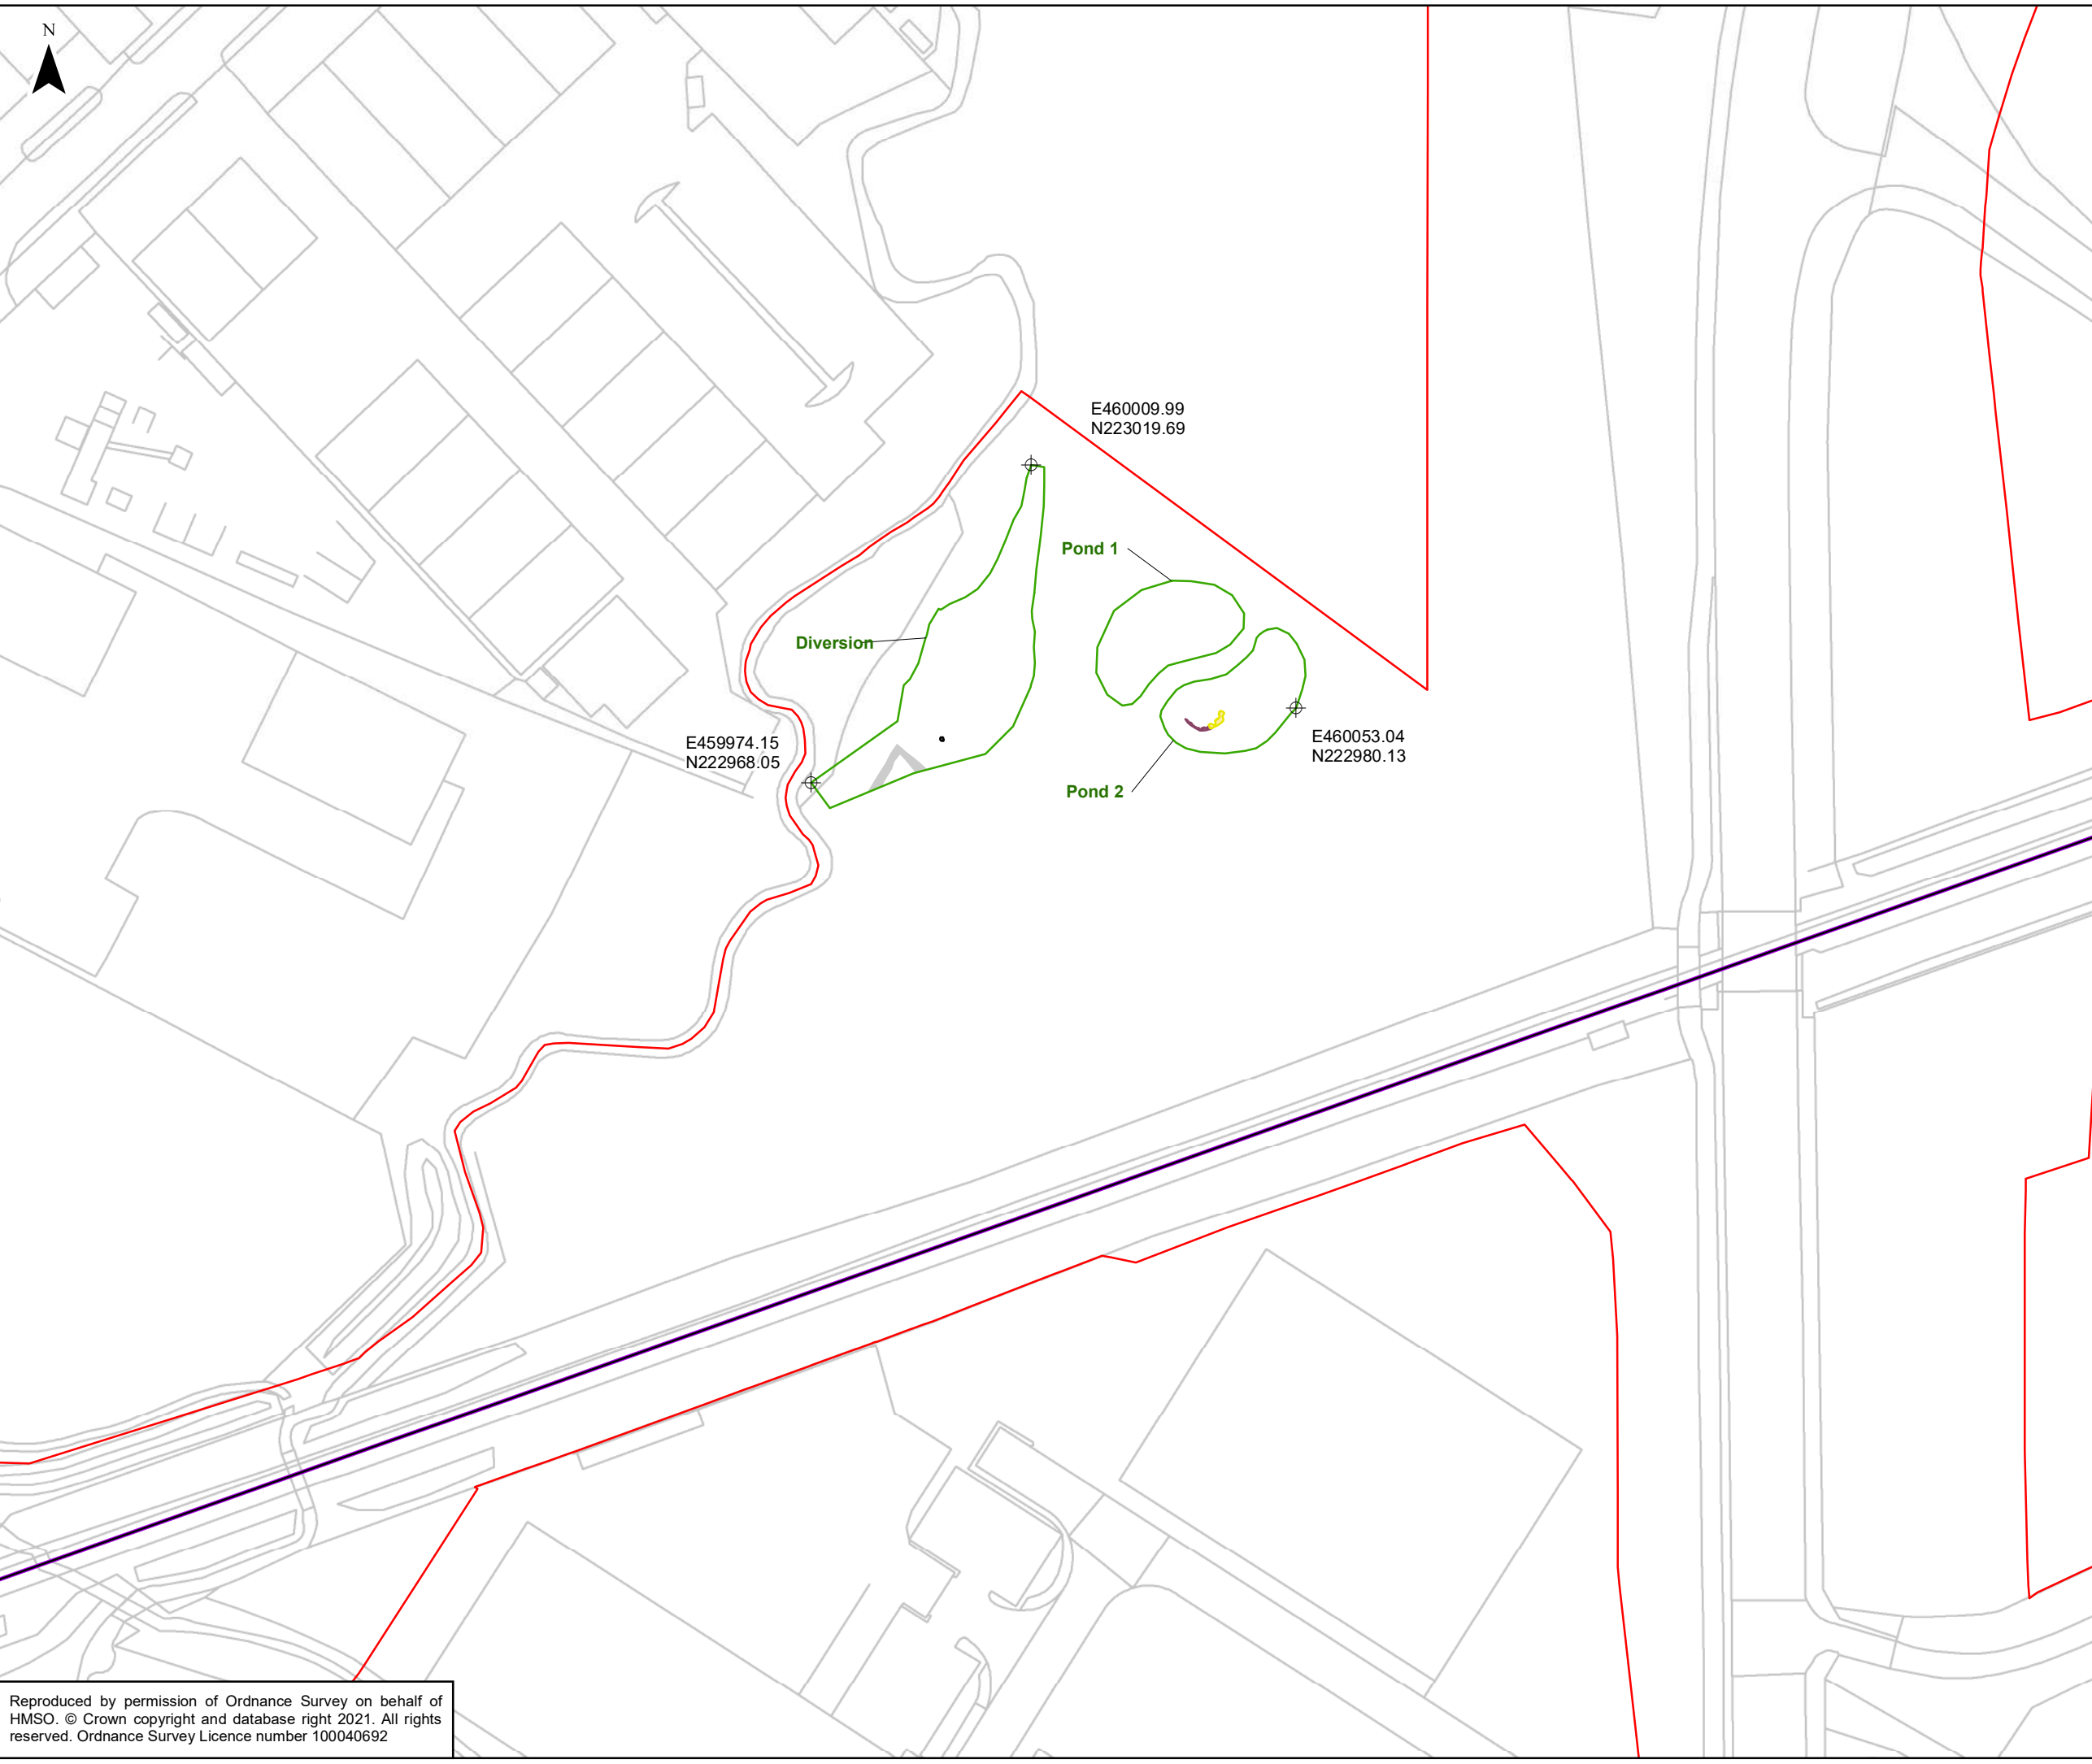 N
E460009.99
N223019.69
Pond 1
Diversion
E459974.15
N222968.05
E460053.04
N222980.13
Pond 2
Reproduced by permission of Ordnance Survey on behalf of
HMSO. © Crown copyright and database right 2021. All rights
reserved. Ordnance Survey Licence number 100040692